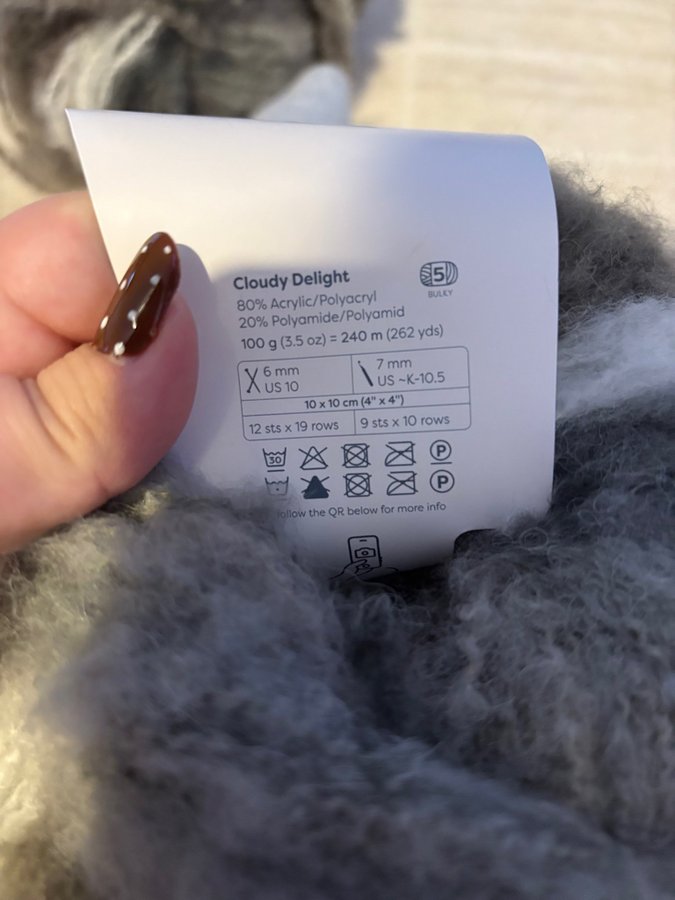 Cloudy Delight
5
BULKY
80% Acrylic/Polyacryl
20% Polyamide/Polyamid
100 g (3.5 oz) = 240 m (262 yds)
6 mm
US 10
7 mm
US ~K-10.5
10 x 10 cm (4" x 4")
12 sts x 19 rows
9 sts x 10 rows
30
P
P
follow the QR below for more info